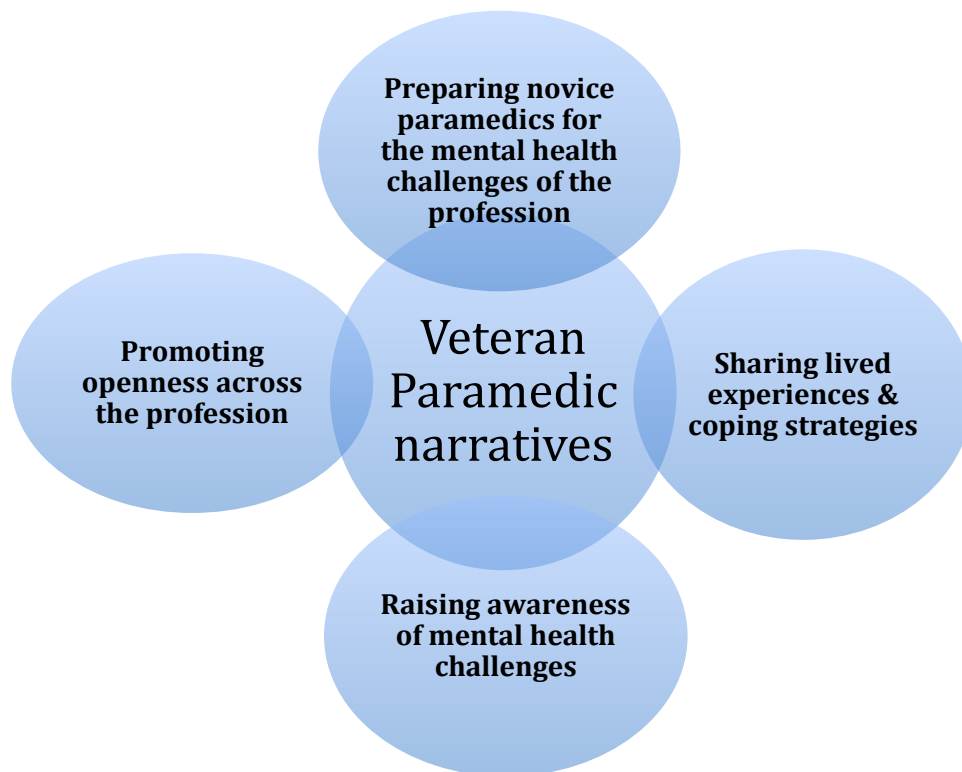 Preparing novice
paramedics for
the mental health
challenges of the
profession
Promoting
openness across
the profession
Veteran
Paramedic
narratives
Sharing lived
experiences &
coping strategies
Raising awareness
of mental health
challenges